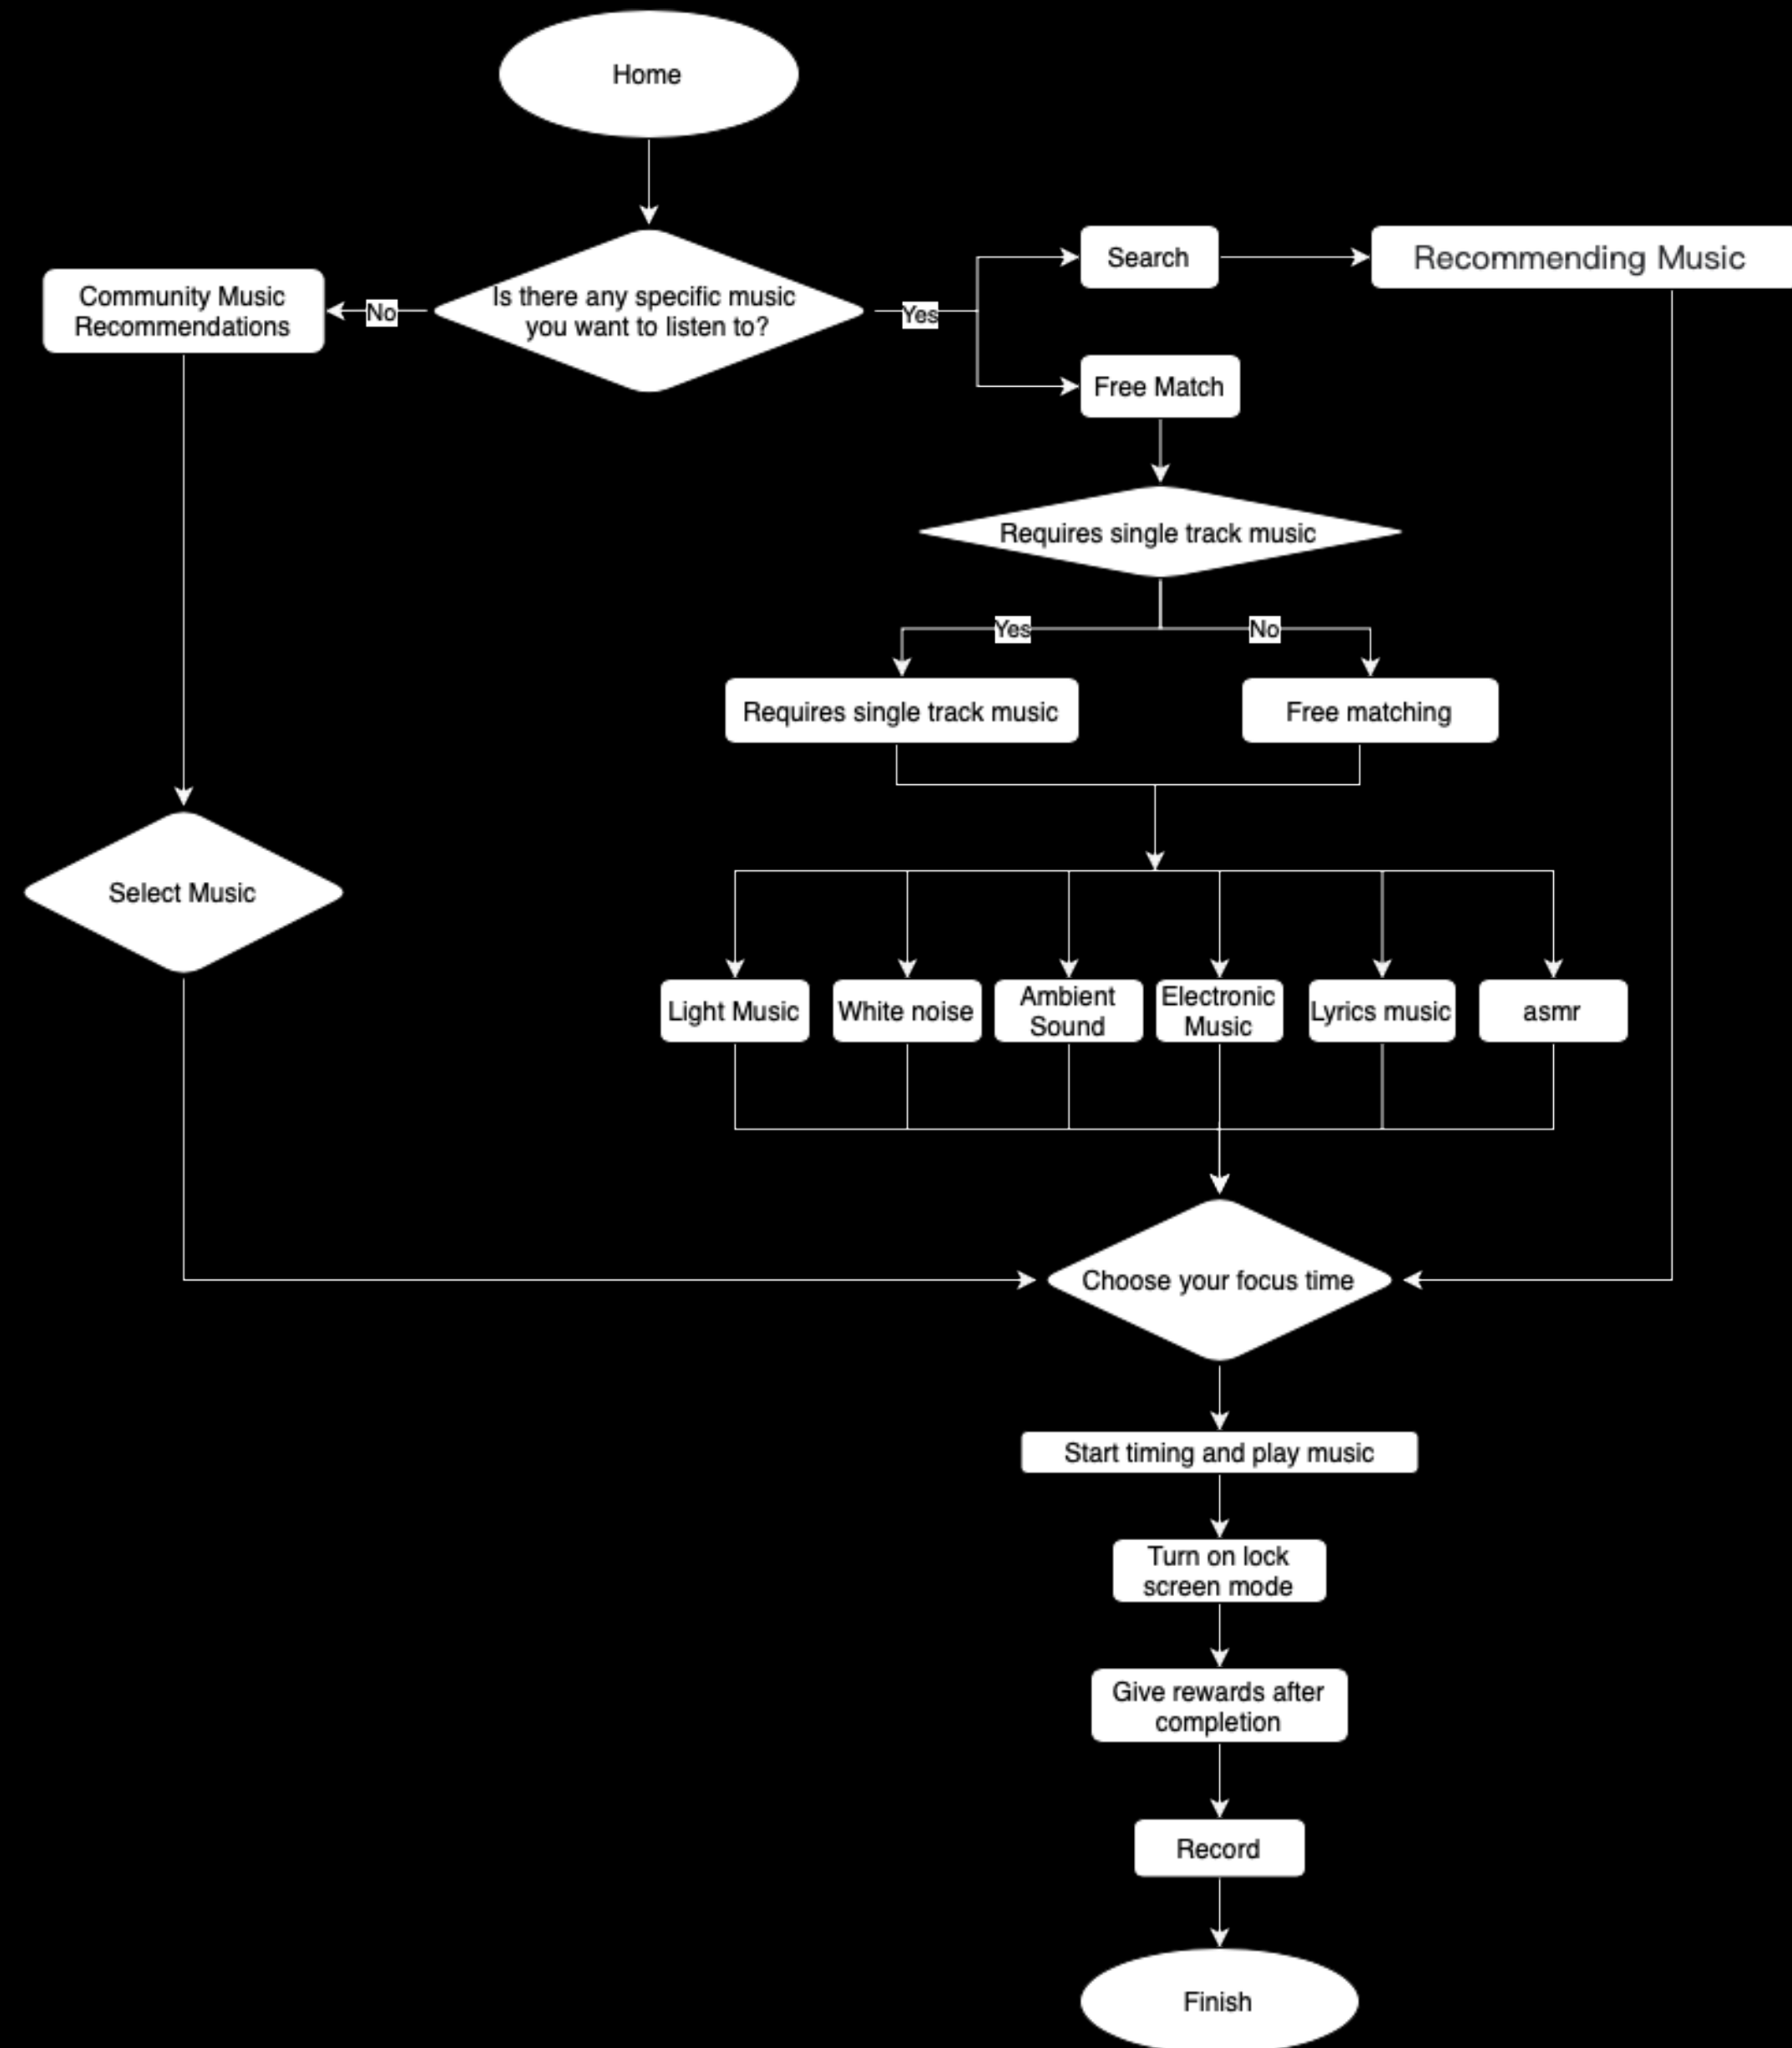 Home
Search
Recommending Music
Community Music
Recommendations
No
Is there any specific music
you want to listen to?
Yes
Free Match
Requires single track music
Yes
No
Requires single track music
Free matching
Select Music
Light Music
White noise
Ambient
Sound
Electronic
Music
Lyrics music
asmr
Choose your focus time
Start timing and play music
Turn on lock
screen mode
Give rewards after
completion
Record
Finish